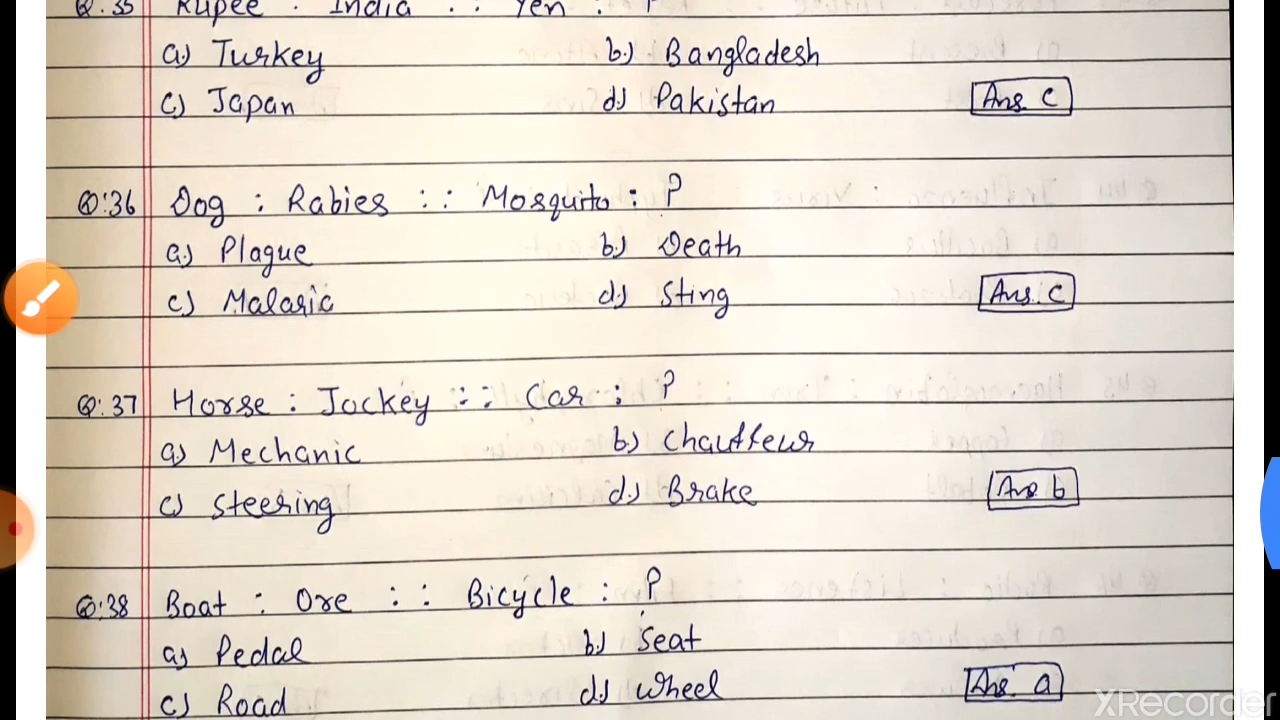 Q.35 Rupee : India :: Yen : ?
a.) Turkey b.) Bangladesh
c.) Japan d.) Pakistan Ans. c
Q:36 Dog : Rabies :: Mosquito : ?
a.) Plague b.) Death
c.) Malaria d.) Sting Ans. c
Q:37 Horse : Jockey :: Car : ?
a) Mechanic b.) Chauffeur
c.) Steering d.) Brake Ans b
Q:38 Boat : Ore :: Bicycle : ?
a) Pedal b.) Seat
c.) Road d.) Wheel Ans. a
XRecorder